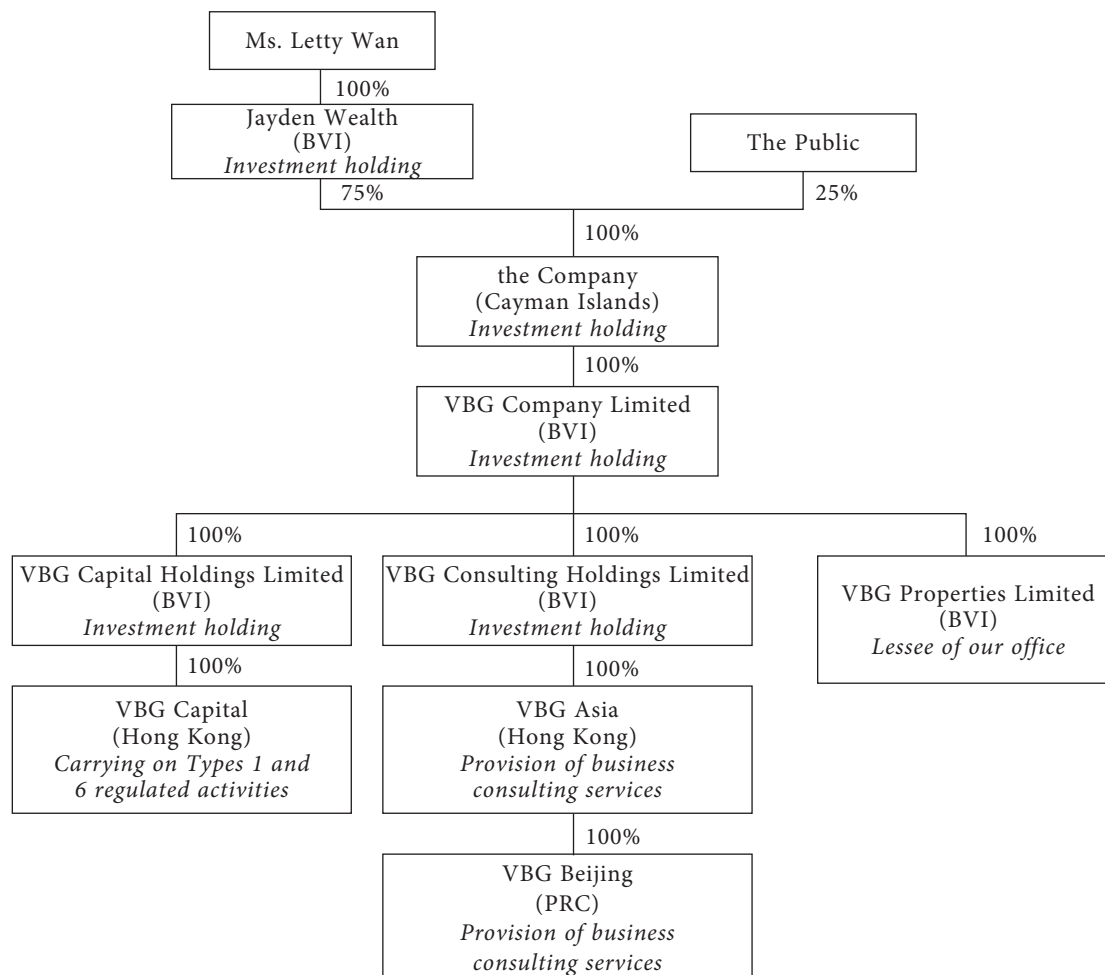 Ms. Letty Wan
100%
Jayden Wealth
(BVI)
Investment holding
The Public
75%
25%
100%
the Company
(Cayman Islands)
Investment holding
100%
VBG Company Limited
(BVI)
Investment holding
100%
100%
100%
VBG Capital Holdings Limited
(BVI)
Investment holding
VBG Consulting Holdings Limited
(BVI)
Investment holding
VBG Properties Limited
(BVI)
Lessee of our office
100%
100%
VBG Capital
(Hong Kong)
Carrying on Types 1 and
6 regulated activities
VBG Asia
(Hong Kong)
Provision of business
consulting services
100%
VBG Beijing
(PRC)
Provision of business
consulting services